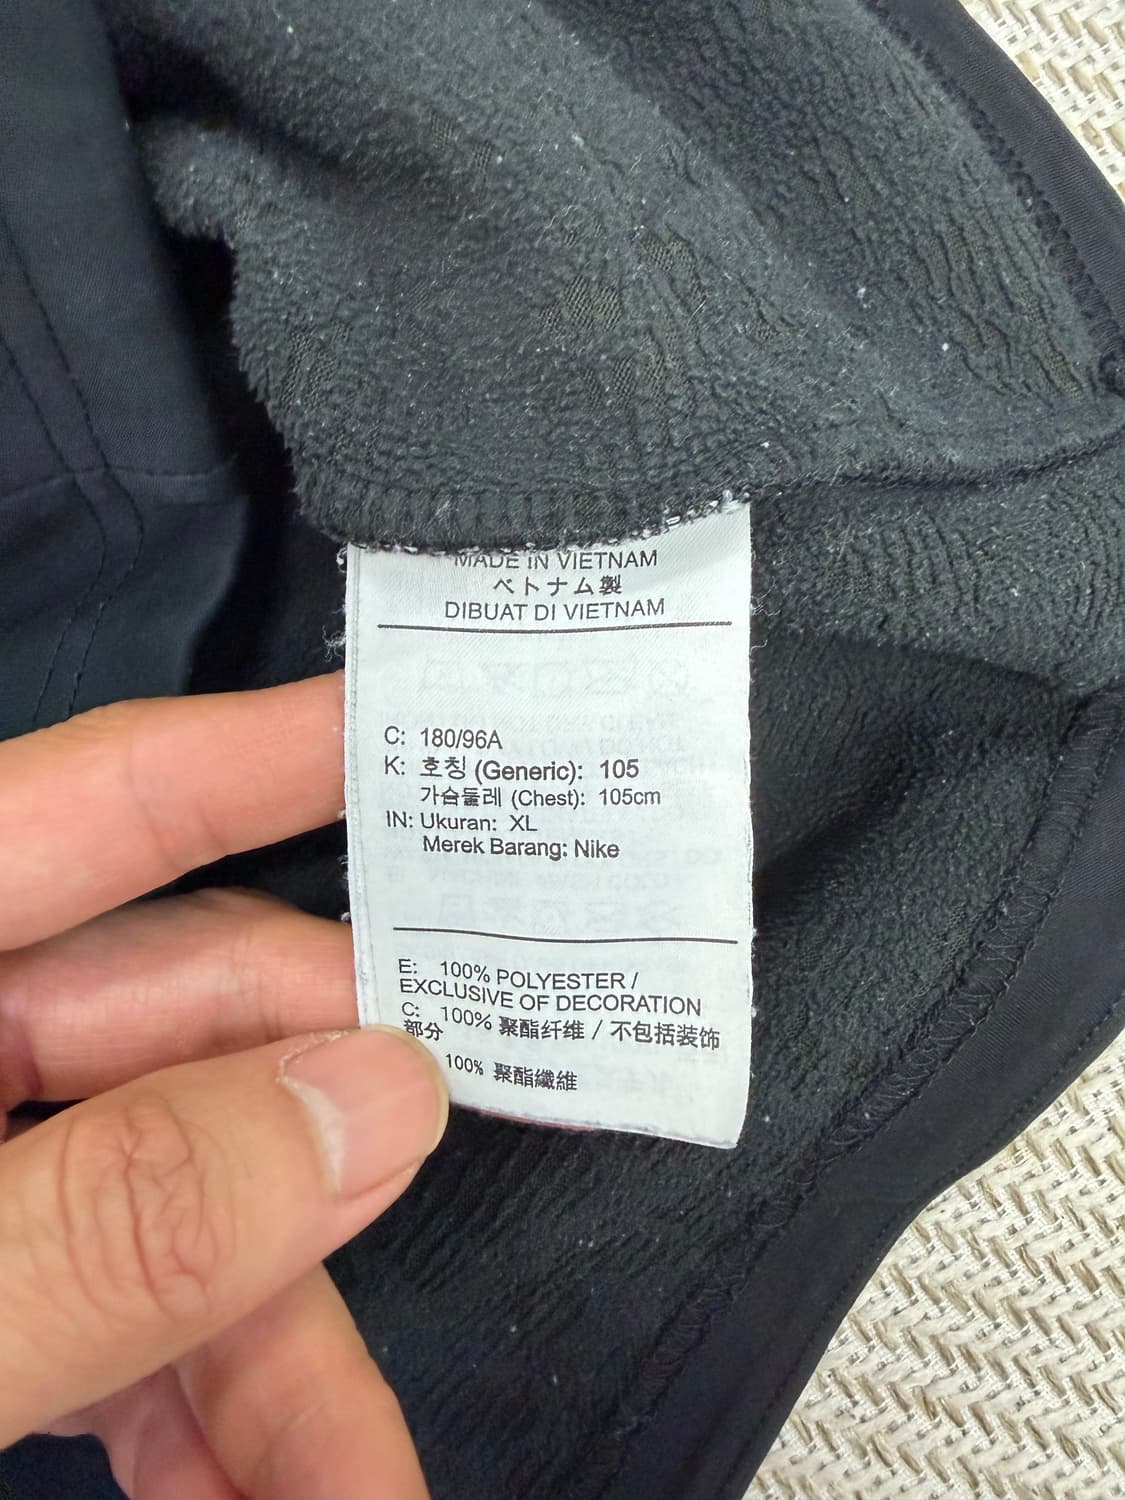 MADE IN VIETNAM
ベトナム製
DIBUAT DI VIETNAM
C: 180/96A
K: 호칭 (Generic): 105
가슴둘레 (Chest): 105cm
IN: Ukuran: XL
Merek Barang: Nike
E: 100% POLYESTER /
EXCLUSIVE OF DECORATION
C: 100% 聚酯纤维 / 不包括装饰
部分
100% 聚酯纖維